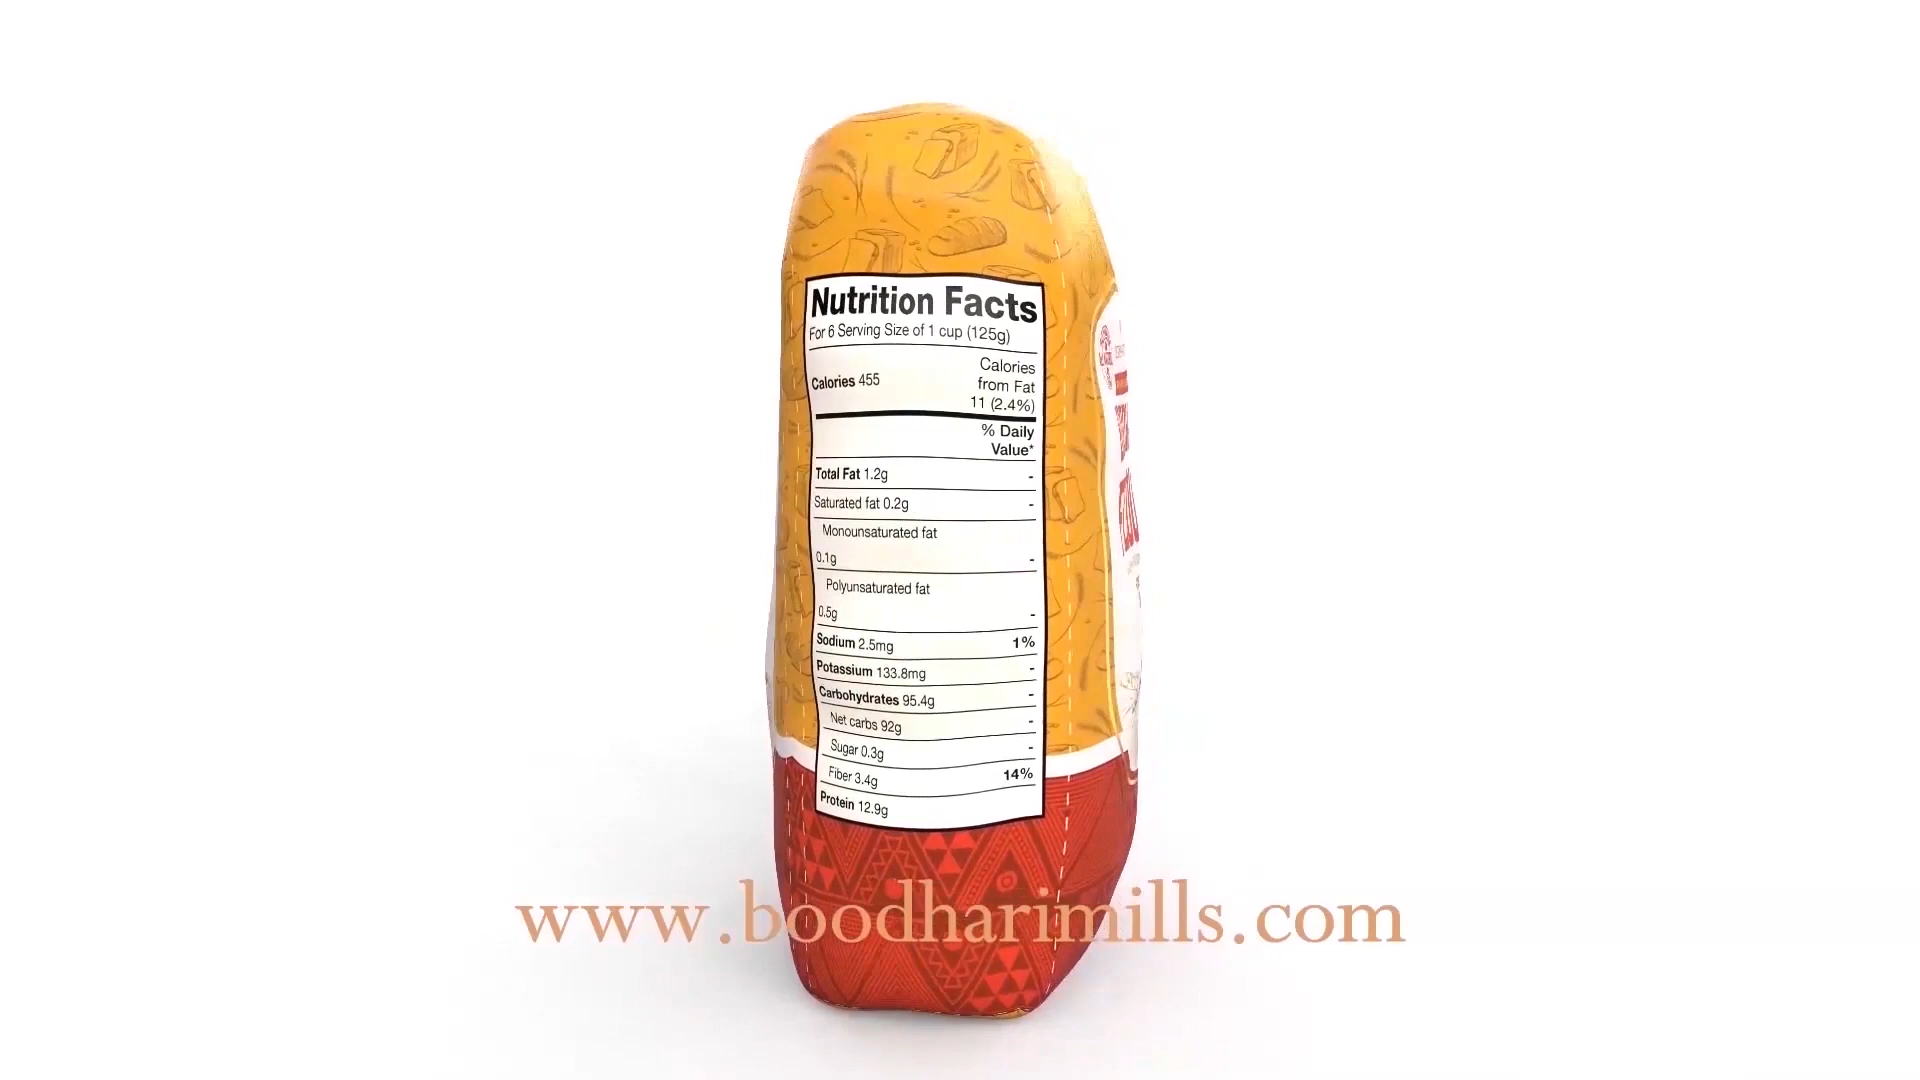 Nutrition Facts
For 6 Serving Size of 1 cup (125g)
Calories 455
Calories
from Fat
11 (2.4%)
% Daily
Value*
Total Fat 1.2g -
Saturated fat 0.2g -
Monounsaturated fat
0.1g -
Polyunsaturated fat
0.5g -
Sodium 2.5mg 1%
Potassium 133.8mg -
Carbohydrates 95.4g -
Net carbs 92g -
Sugar 0.3g -
Fiber 3.4g 14%
Protein 12.9g
www.boodharimills.com